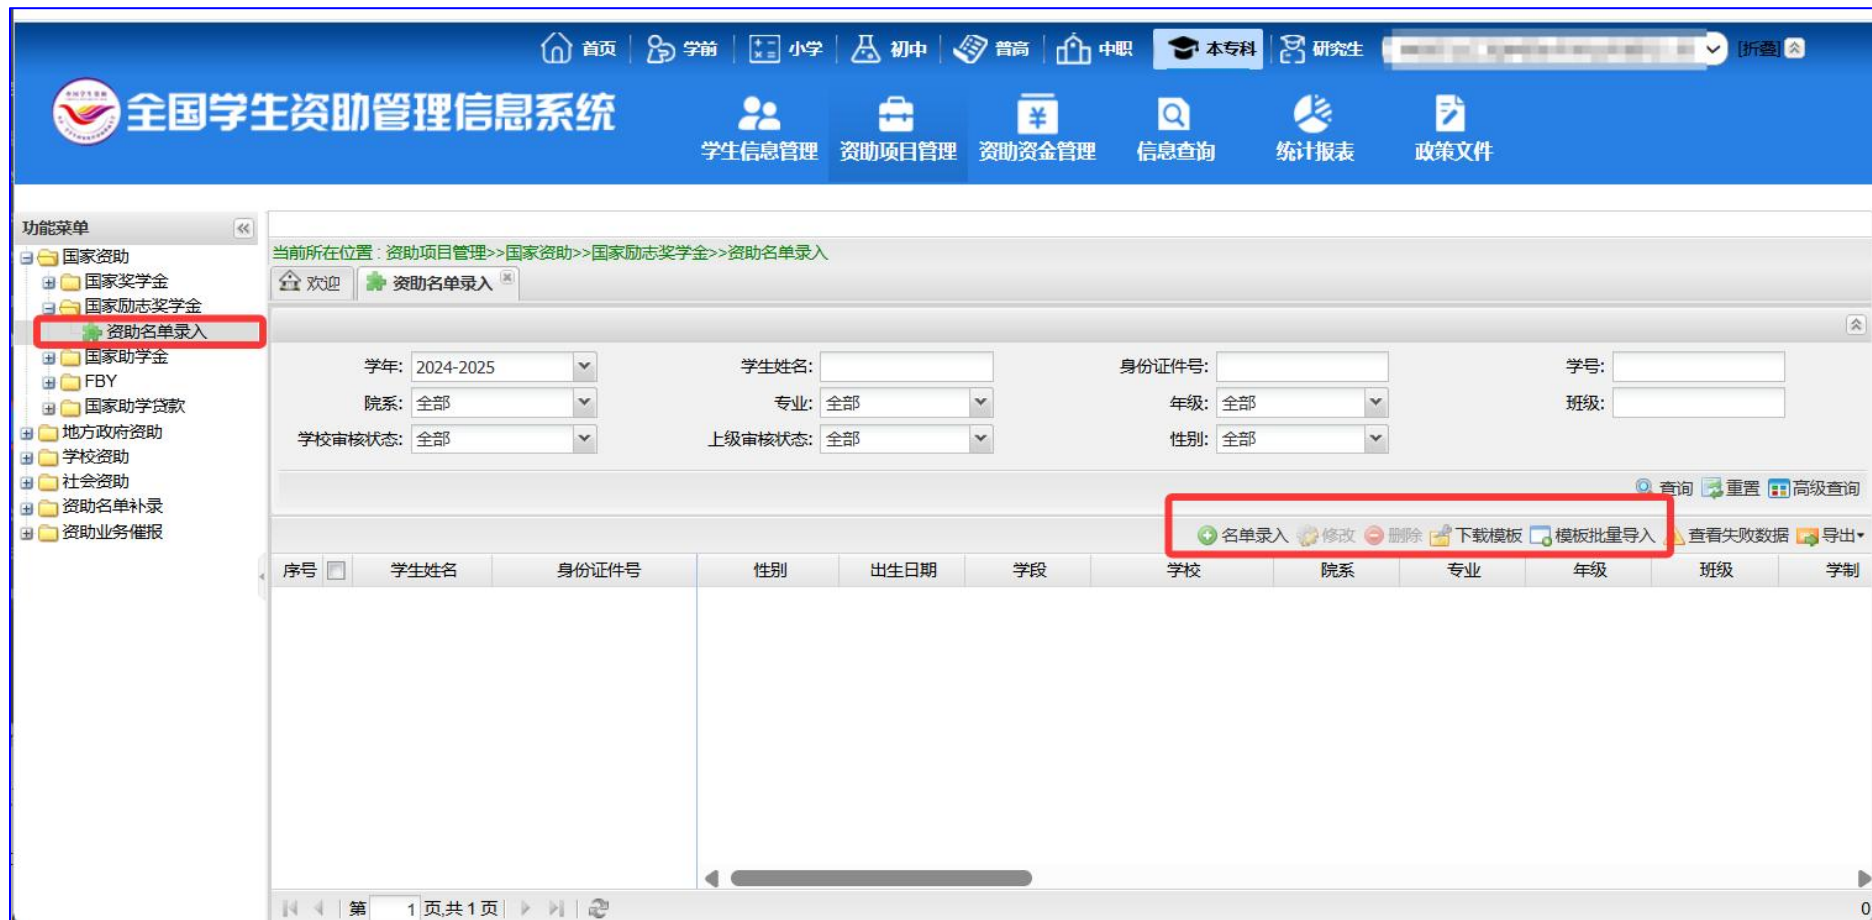 首页 学前 小学 初中 普高 中职 本专科 研究生 [折叠]
全国学生资助管理信息系统
学生信息管理 资助项目管理 资助资金管理 信息查询 统计报表 政策文件
功能菜单
国家资助
国家奖学金
国家励志奖学金
资助名单录入
国家助学金
FBY
国家助学贷款
地方政府资助
学校资助
社会资助
资助名单补录
资助业务催报
当前所在位置 : 资助项目管理>>国家资助>>国家励志奖学金>>资助名单录入
欢迎 资助名单录入
学年: 2024-2025 学生姓名: 身份证件号: 学号:
院系: 全部 专业: 全部 年级: 全部 班级:
学校审核状态: 全部 上级审核状态: 全部 性别: 全部
查询 重置 高级查询
名单录入 修改 删除 下载模板 模板批量导入 查看失败数据 导出
序号 学生姓名 身份证件号 性别 出生日期 学段 学校 院系 专业 年级 班级 学制
第 1 页,共 1 页 0